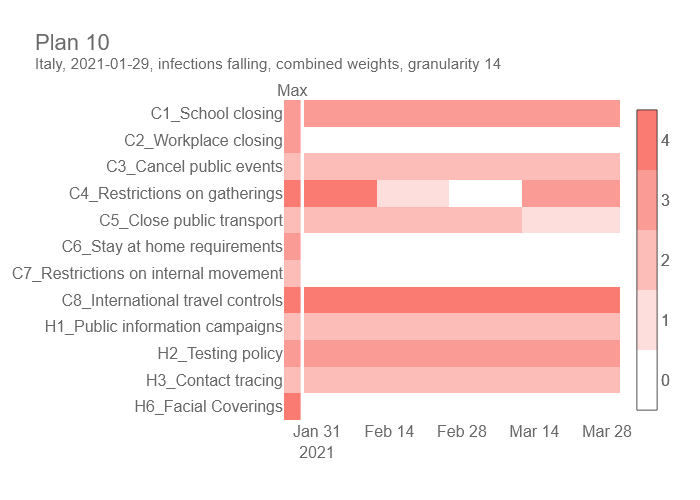 Plan 10
Italy, 2021-01-29, infections falling, combined weights, granularity 14
Max
C1_School closing
C2_Workplace closing
C3_Cancel public events
C4_Restrictions on gatherings
C5_Close public transport
C6_Stay at home requirements
C7_Restrictions on internal movement
C8_International travel controls
H1_Public information campaigns
H2_Testing policy
H3_Contact tracing
H6_Facial Coverings
Jan 31 Feb 14 Feb 28 Mar 14 Mar 28
2021
4
3
2
1
0